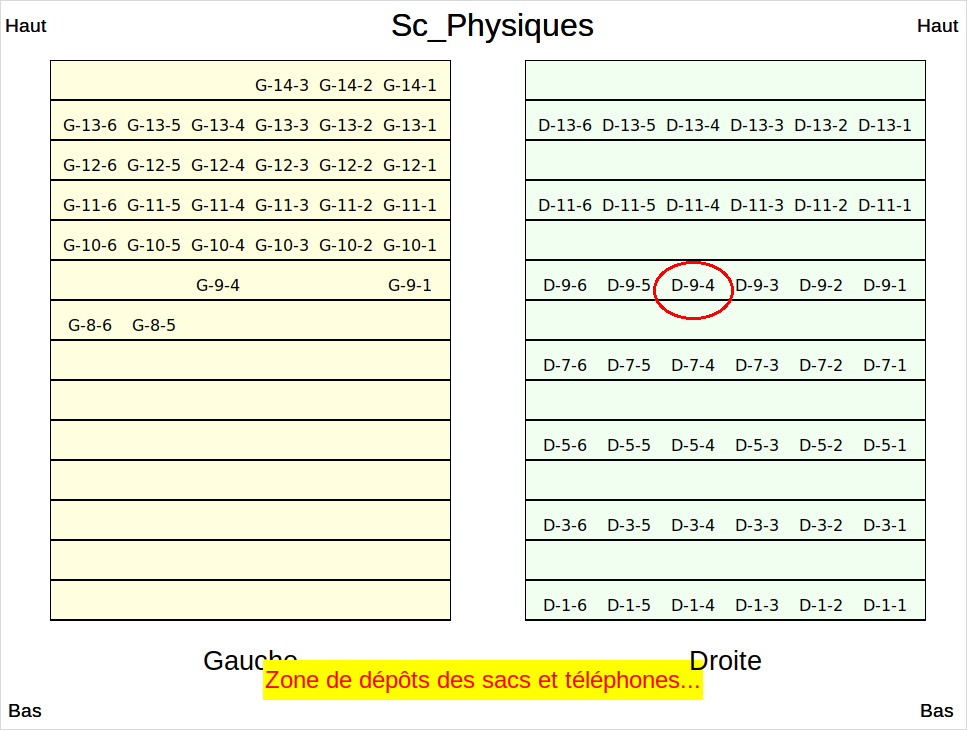 Sc_Physiques
Haut
Haut
G-14-3 G-14-2 G-14-1
G-13-6 G-13-5 G-13-4 G-13-3 G-13-2 G-13-1
G-12-6 G-12-5 G-12-4 G-12-3 G-12-2 G-12-1
G-11-6 G-11-5 G-11-4 G-11-3 G-11-2 G-11-1
G-10-6 G-10-5 G-10-4 G-10-3 G-10-2 G-10-1
G-9-4 G-9-1
G-8-6 G-8-5
D-13-6 D-13-5 D-13-4 D-13-3 D-13-2 D-13-1
D-11-6 D-11-5 D-11-4 D-11-3 D-11-2 D-11-1
D-9-6 D-9-5 D-9-4 D-9-3 D-9-2 D-9-1
D-7-6 D-7-5 D-7-4 D-7-3 D-7-2 D-7-1
D-5-6 D-5-5 D-5-4 D-5-3 D-5-2 D-5-1
D-3-6 D-3-5 D-3-4 D-3-3 D-3-2 D-3-1
D-1-6 D-1-5 D-1-4 D-1-3 D-1-2 D-1-1
Gauche
Droite
Zone de dépôts des sacs et téléphones...
Bas
Bas